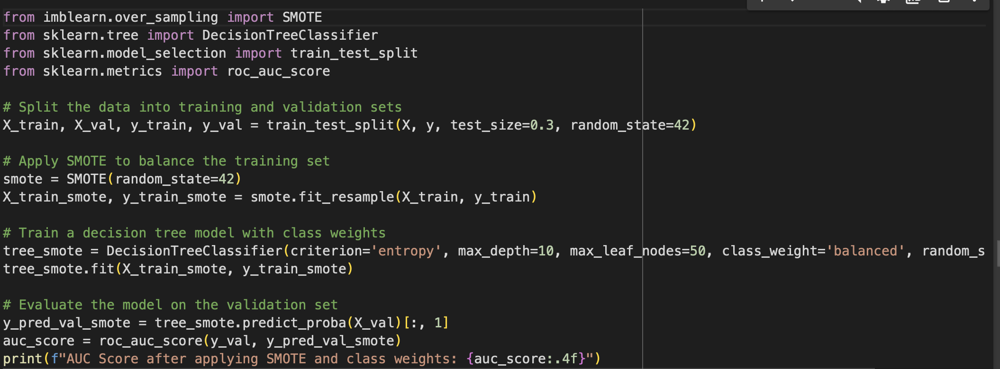 from imblearn.over_sampling import SMOTE
from sklearn.tree import DecisionTreeClassifier
from sklearn.model_selection import train_test_split
from sklearn.metrics import roc_auc_score
# Split the data into training and validation sets
X_train, X_val, y_train, y_val = train_test_split(X, y, test_size=0.3, random_state=42)
# Apply SMOTE to balance the training set
smote = SMOTE(random_state=42)
X_train_smote, y_train_smote = smote.fit_resample(X_train, y_train)
# Train a decision tree model with class weights
tree_smote = DecisionTreeClassifier(criterion='entropy', max_depth=10, max_leaf_nodes=50, class_weight='balanced', random_s
tree_smote.fit(X_train_smote, y_train_smote)
# Evaluate the model on the validation set
y_pred_val_smote = tree_smote.predict_proba(X_val)[:, 1]
auc_score = roc_auc_score(y_val, y_pred_val_smote)
print(f"AUC Score after applying SMOTE and class weights: {auc_score:.4f}")